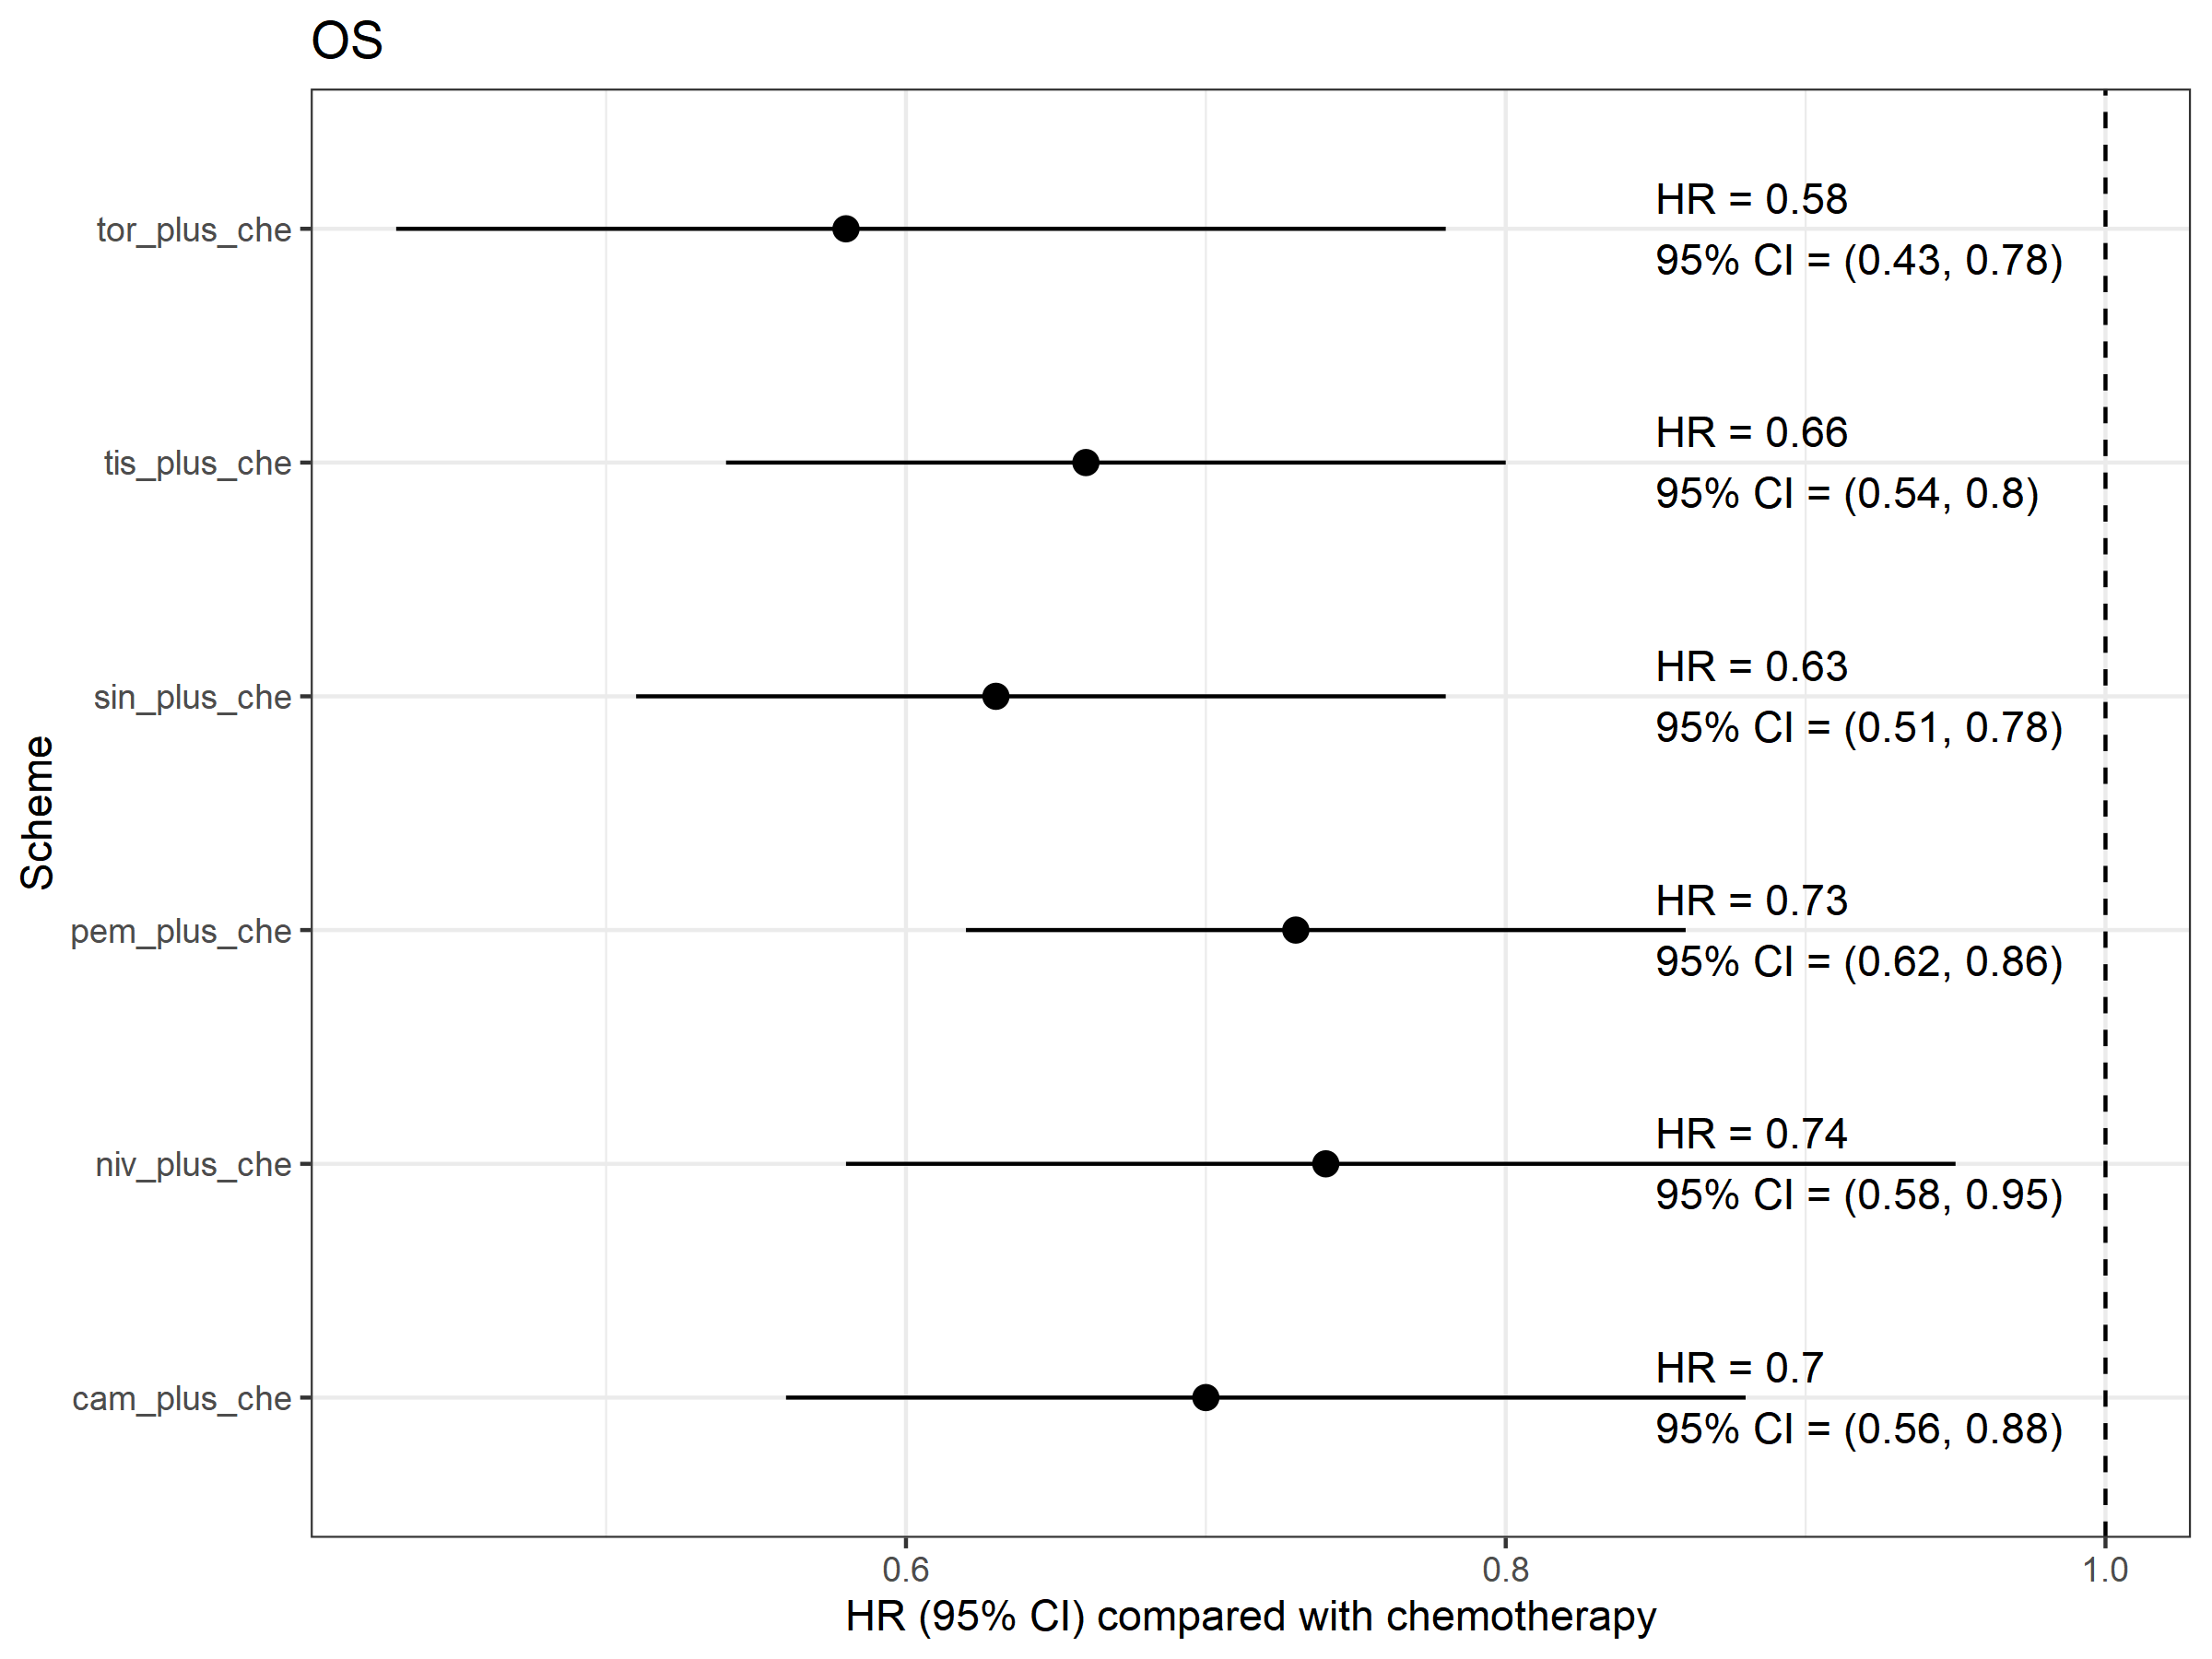 OS
tor_plus_che
HR = 0.58
95% CI = (0.43, 0.78)
tis_plus_che
HR = 0.66
95% CI = (0.54, 0.8)
sin_plus_che
HR = 0.63
95% CI = (0.51, 0.78)
Scheme
pem_plus_che
HR = 0.73
95% CI = (0.62, 0.86)
niv_plus_che
HR = 0.74
95% CI = (0.58, 0.95)
cam_plus_che
HR = 0.7
95% CI = (0.56, 0.88)
0.6
0.8
1.0
HR (95% CI) compared with chemotherapy